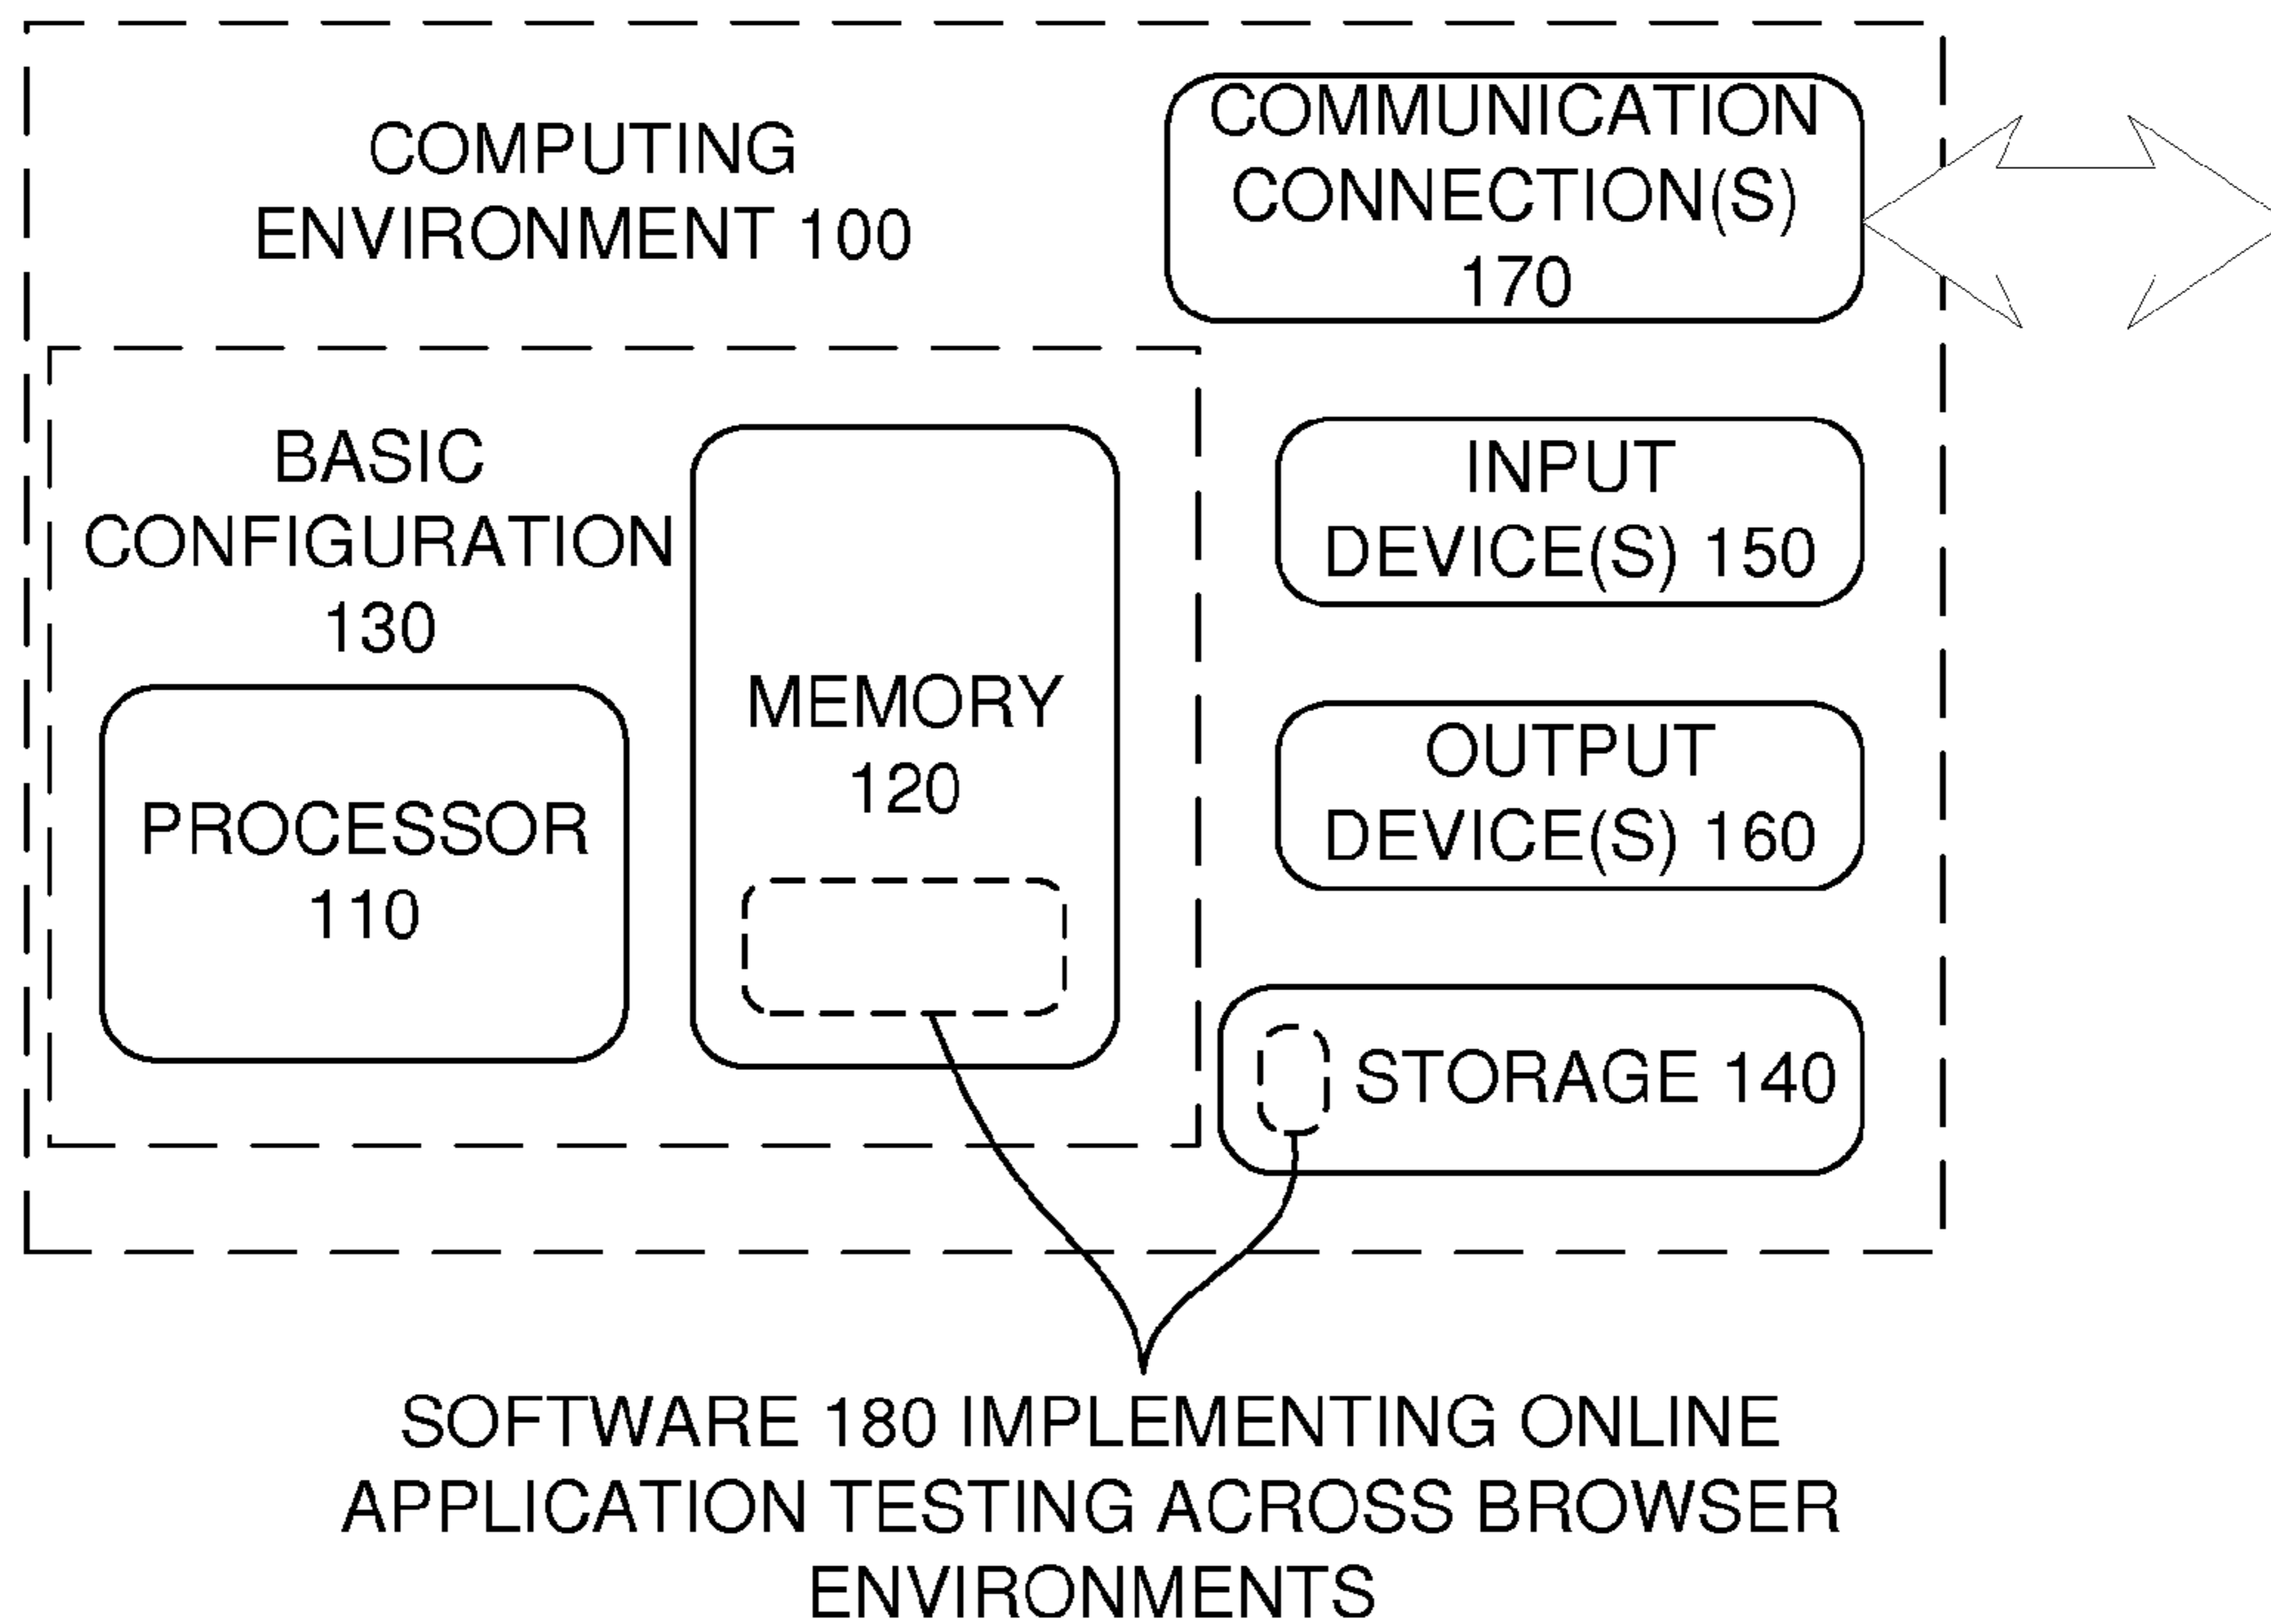 COMPUTING
ENVIRONMENT 100
COMMUNICATION
CONNECTION(S)
170
BASIC
CONFIGURATION
130
PROCESSOR
110
MEMORY
120
INPUT
DEVICE(S) 150
OUTPUT
DEVICE(S) 160
STORAGE 140
SOFTWARE 180 IMPLEMENTING ONLINE
APPLICATION TESTING ACROSS BROWSER
ENVIRONMENTS